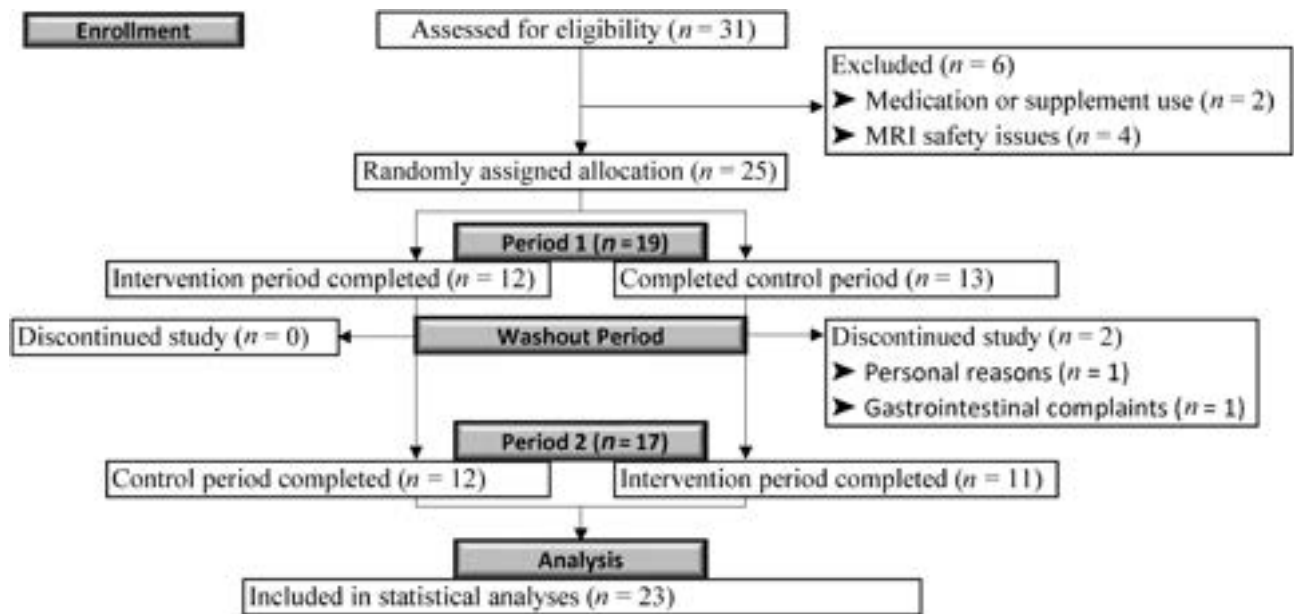 Enrollment
Assessed for eligibility (n = 31)
Excluded (n = 6)
➤ Medication or supplement use (n = 2)
➤ MRI safety issues (n = 4)
Randomly assigned allocation (n = 25)
Period 1 (n = 19)
Intervention period completed (n = 12)
Completed control period (n = 13)
Discontinued study (n = 0)
Washout Period
Discontinued study (n = 2)
➤ Personal reasons (n = 1)
➤ Gastrointestinal complaints (n = 1)
Period 2 (n = 17)
Control period completed (n = 12)
Intervention period completed (n = 11)
Analysis
Included in statistical analyses (n = 23)